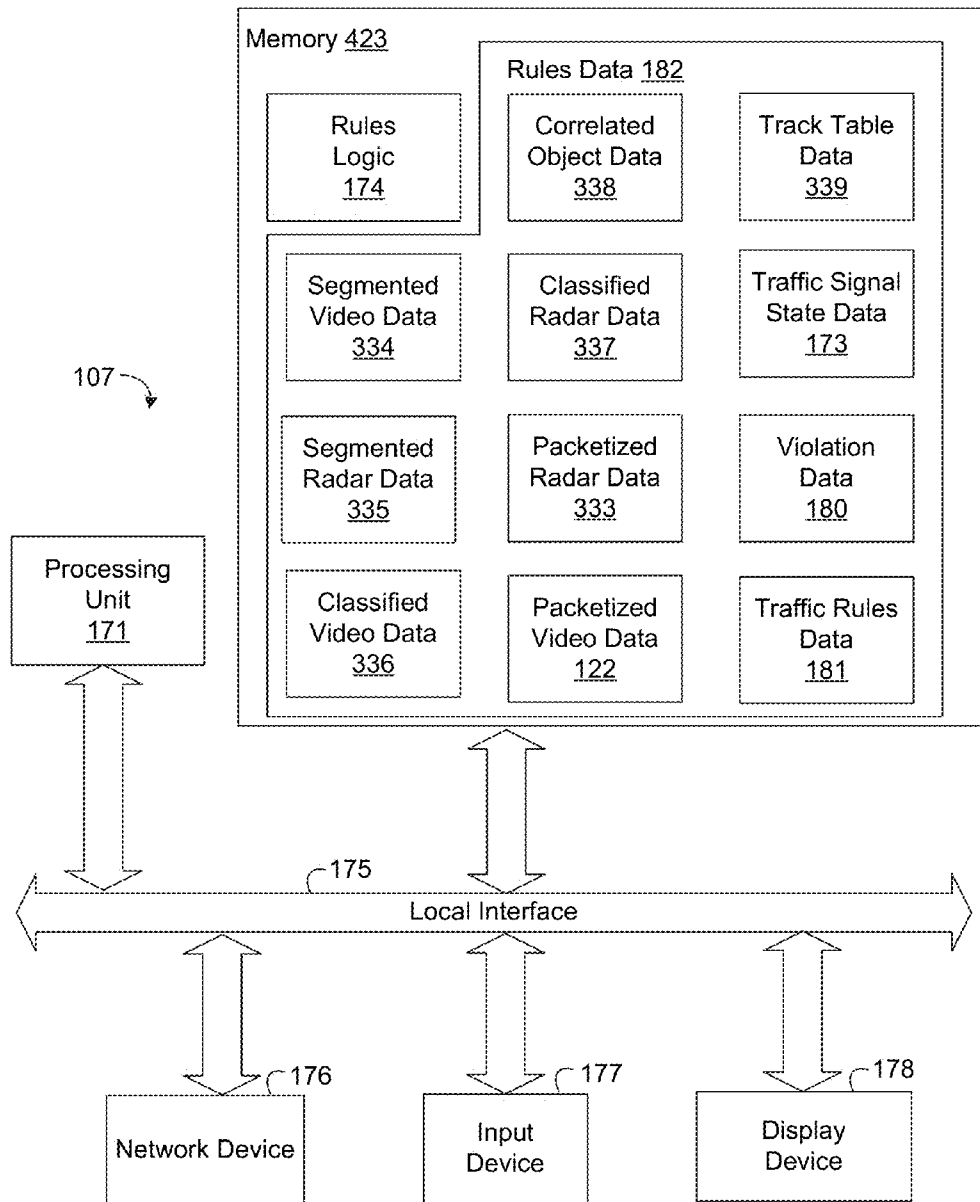 Memory 423
Rules Data 182
Rules
Logic
174
Correlated
Object Data
338
Track Table
Data
339
Segmented
Video Data
334
Classified
Radar Data
337
Traffic Signal
State Data
173
107
Segmented
Radar Data
335
Packetized
Radar Data
333
Violation
Data
180
Processing
Unit
171
Classified
Video Data
336
Packetized
Video Data
122
Traffic Rules
Data
181
175
Local Interface
176
Network Device
177
Input
Device
178
Display
Device